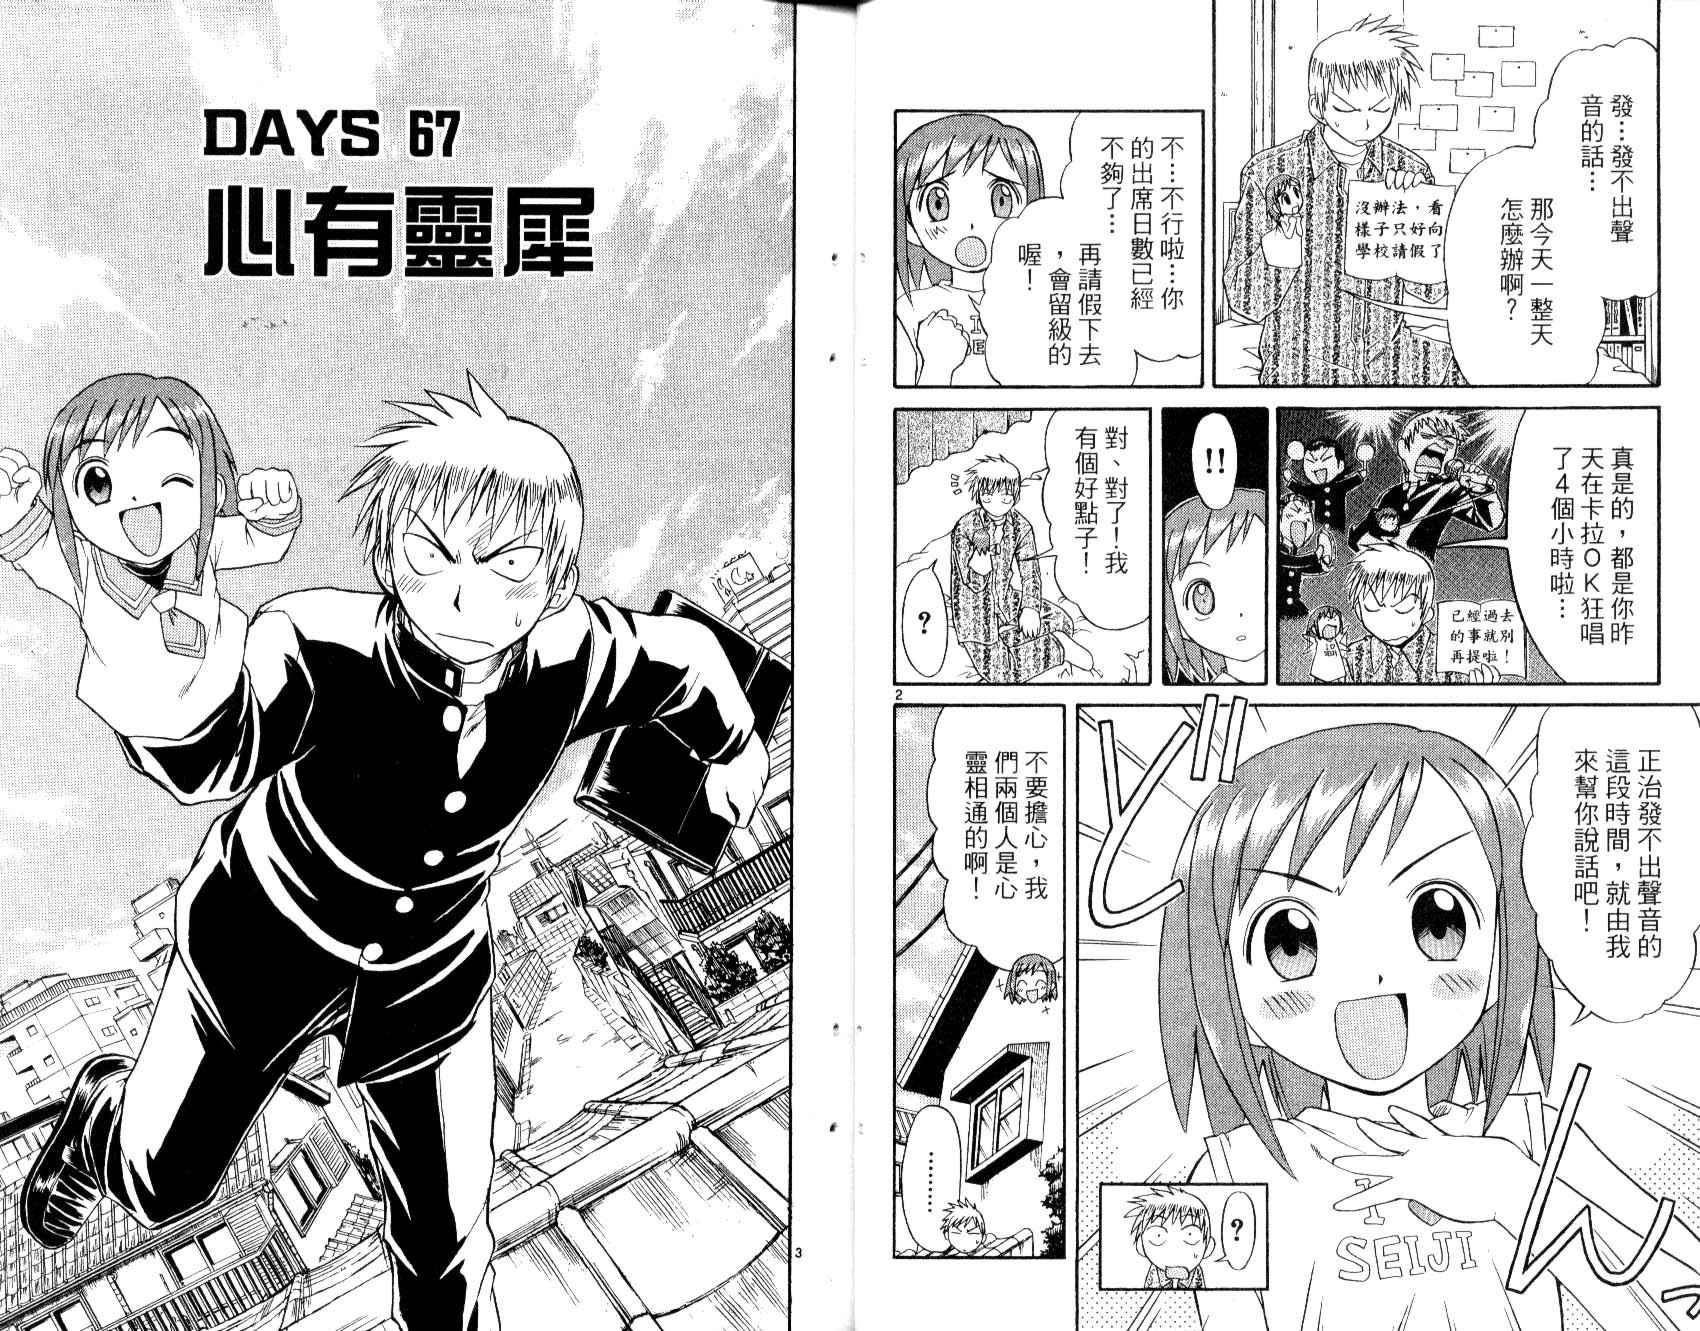 發…發不出聲
音的話…
那今天一整天
怎麼辦啊?
沒辦法,看
樣子只好向
學校請假了
不…不行啦…你
的出席日數已經
不夠了…
再請假下去
,會留級的
喔!
I
SE
真是的,都是你昨
天在卡拉OK狂唱
了4個小時啦…
已經過去
的事就別
再提啦!
!!
對、對了!我
有個好點子!
?
2
正治發不出聲音的
這段時間,就由我
來幫你說話吧!
I
SEIJI
?
不要擔心,我
們兩個人是心
靈相通的啊!
………
DAYS 67
心有靈犀
3